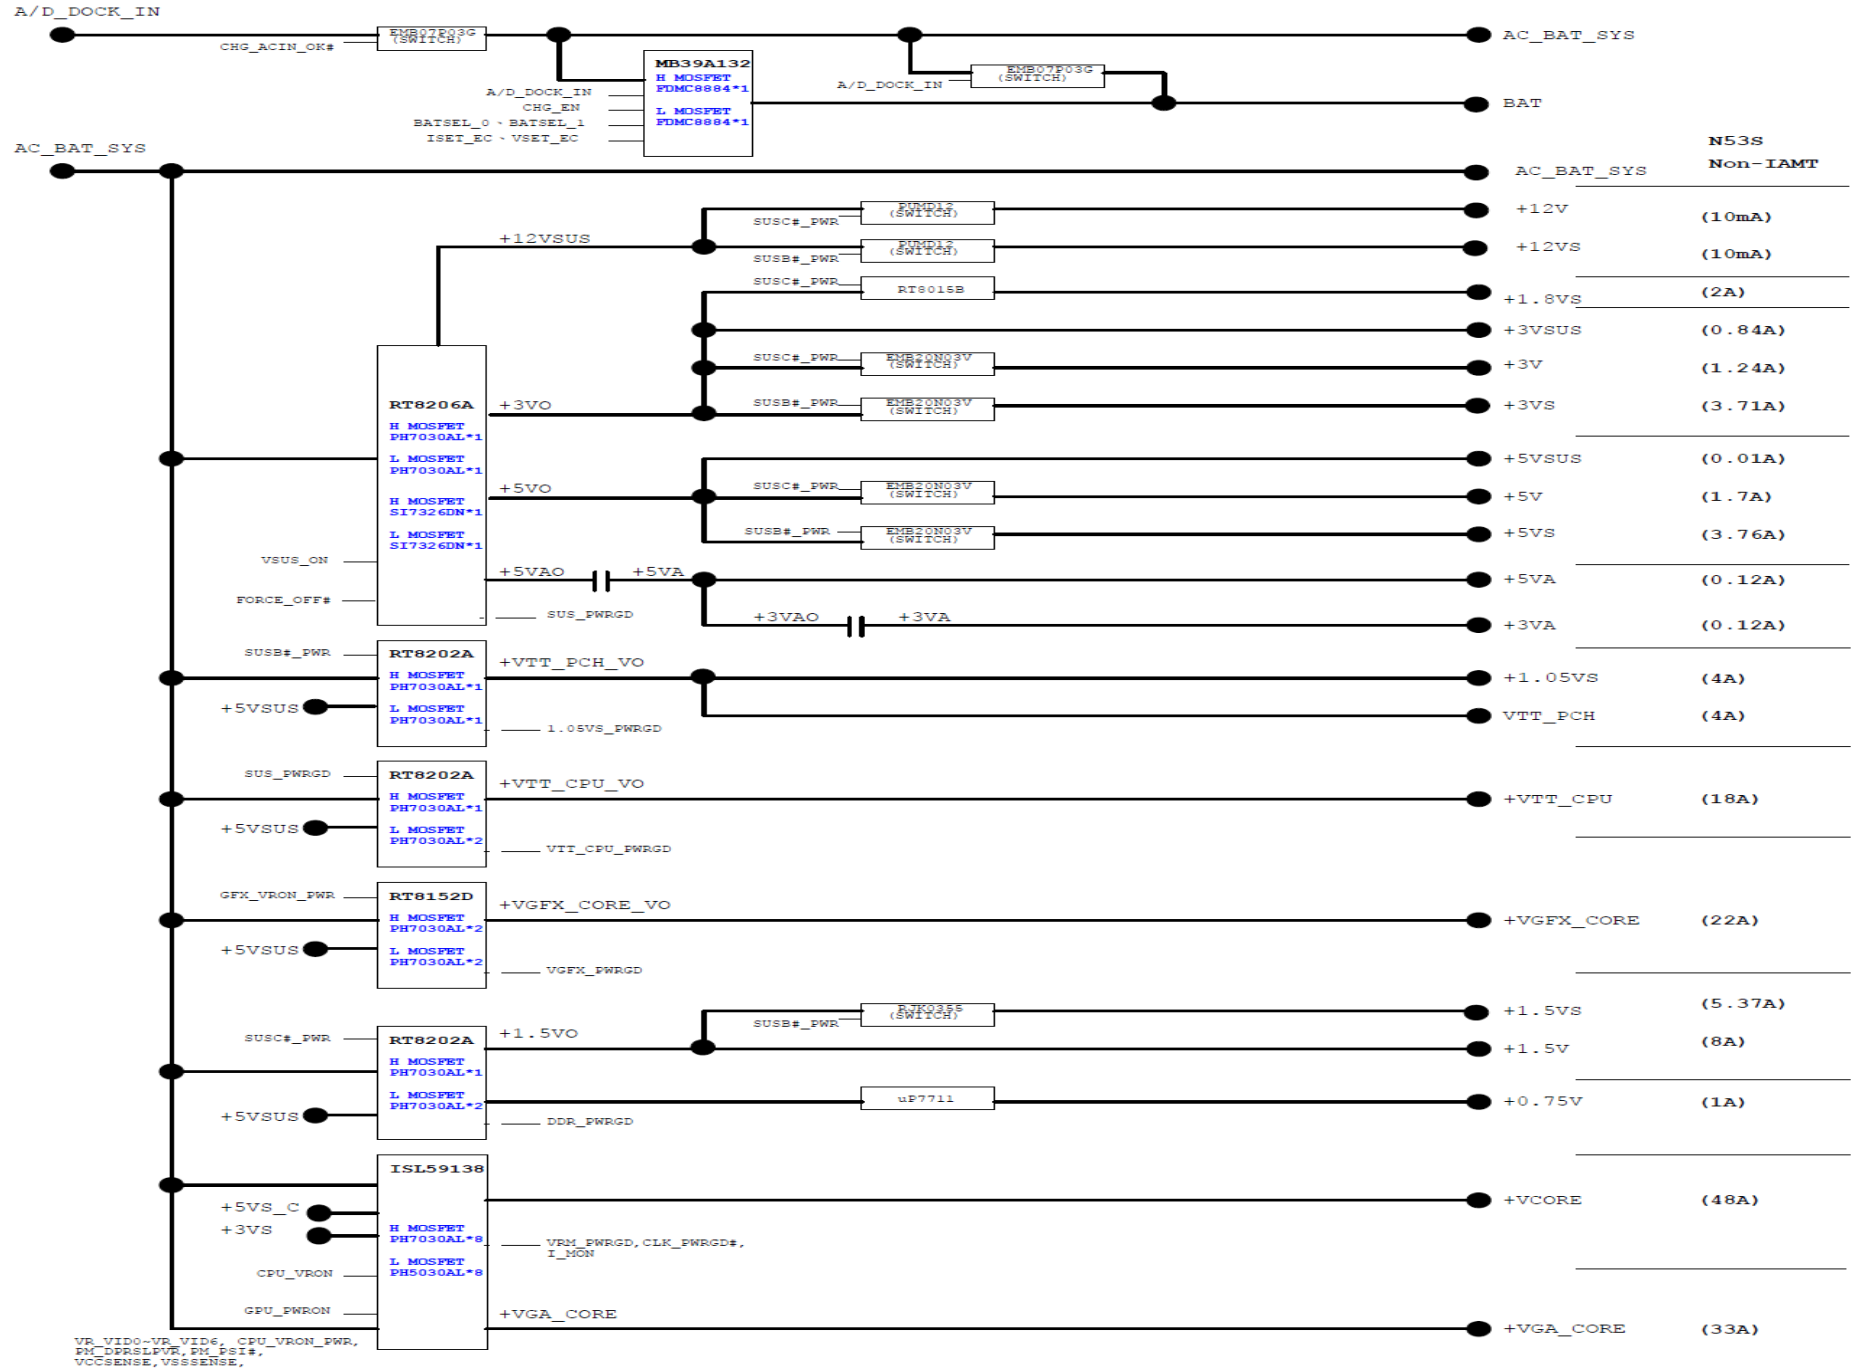 A/D_DOCK_IN
CHG_ACIN_OK#
EMB07P03G
(SWITCH)
AC_BAT_SYS
MB39A132
H MOSFET
FDMC8884*1
L MOSFET
FDMC8884*1
A/D_DOCK_IN
CHG_EN
BATSEL_0、BATSEL_1
ISET_EC、VSET_EC
A/D_DOCK_IN
EMB07P03G
(SWITCH)
BAT
N53S
Non-IAMT
AC_BAT_SYS
AC_BAT_SYS
SUSC#_PWR
PUMD12
(SWITCH)
+12V
(10mA)
+12VSUS
SUSB#_PWR
PUMD12
(SWITCH)
+12VS
(10mA)
SUSC#_PWR
RT8015B
+1.8VS
(2A)
+3VSUS
(0.84A)
SUSC#_PWR
EMB20N03V
(SWITCH)
+3V
(1.24A)
RT8206A
H MOSFET
PH7030AL*1
L MOSFET
PH7030AL*1
H MOSFET
SI7326DN*1
L MOSFET
SI7326DN*1
+3VO
SUSB#_PWR
EMB20N03V
(SWITCH)
+3VS
(3.71A)
+5VSUS
(0.01A)
+5VO
SUSC#_PWR
EMB20N03V
(SWITCH)
+5V
(1.7A)
SUSB#_PWR
EMB20N03V
(SWITCH)
+5VS
(3.76A)
VSUS_ON
FORCE_OFF#
+5VAO
+5VA
+5VA
(0.12A)
SUS_PWRGD
+3VAO
+3VA
+3VA
(0.12A)
SUSB#_PWR
+5VSUS
RT8202A
H MOSFET
PH7030AL*1
L MOSFET
PH7030AL*1
+VTT_PCH_VO
1.05VS_PWRGD
+1.05VS
(4A)
VTT_PCH
(4A)
SUS_PWRGD
+5VSUS
RT8202A
H MOSFET
PH7030AL*1
L MOSFET
PH7030AL*2
+VTT_CPU_VO
VTT_CPU_PWRGD
+VTT_CPU
(18A)
GFX_VRON_PWR
+5VSUS
RT8152D
H MOSFET
PH7030AL*2
L MOSFET
PH7030AL*2
+VGFX_CORE_VO
VGFX_PWRGD
+VGFX_CORE
(22A)
SUSC#_PWR
+5VSUS
RT8202A
H MOSFET
PH7030AL*1
L MOSFET
PH7030AL*2
+1.5VO
DDR_PWRGD
SUSB#_PWR
RJK0355
(SWITCH)
+1.5VS
(5.37A)
+1.5V
(8A)
uP7711
+0.75V
(1A)
+5VS_C
+3VS
CPU_VRON
GPU_PWRON
ISL59138
H MOSFET
PH7030AL*8
L MOSFET
PH5030AL*8
VRM_PWRGD,CLK_PWRGD#,
I_MON
+VCORE
(48A)
+VGA_CORE
+VGA_CORE
(33A)
VR_VID0~VR_VID6, CPU_VRON_PWR,
PM_DPRSLPVR,PM_PSI#,
VCCSENSE,VSSSENSE,